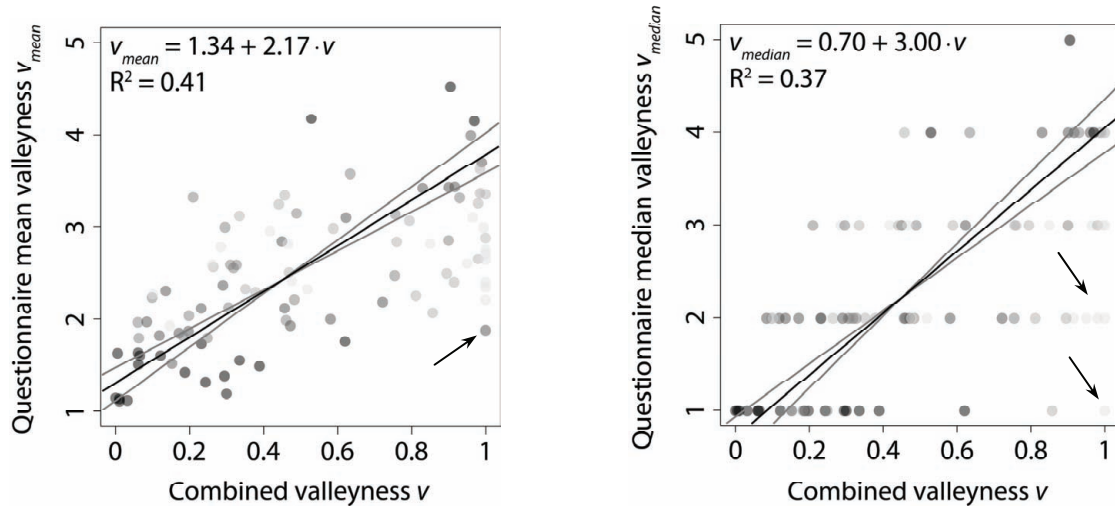 v_mean = 1.34 + 2.17 · v
R² = 0.41
Questionnaire mean valleyness v_mean
5
4
3
2
1
0 0.2 0.4 0.6 0.8 1
Combined valleyness v
v_median = 0.70 + 3.00 · v
R² = 0.37
Questionnaire median valleyness v_median
5
4
3
2
1
0 0.2 0.4 0.6 0.8 1
Combined valleyness v